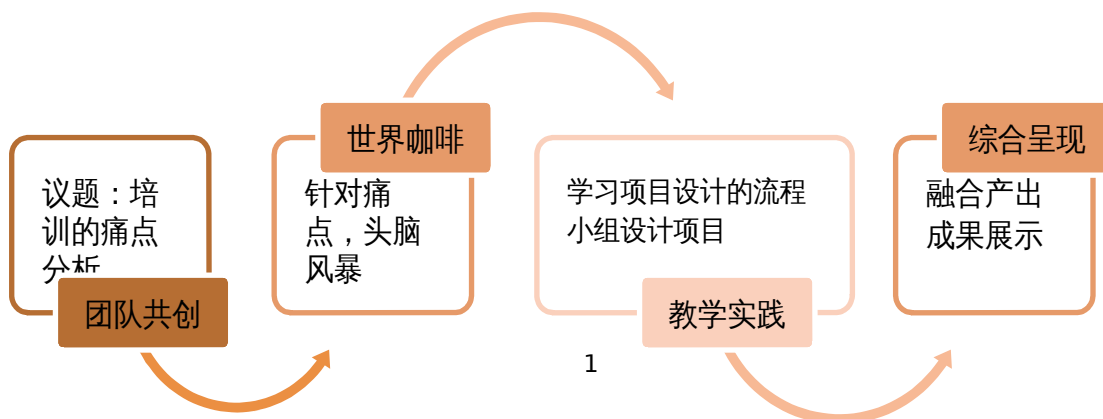 议题：培
训的痛点
分析
团队共创
世界咖啡
针对痛
点，头脑
风暴
学习项目设计的流程
小组设计项目
教学实践
综合呈现
融合产出
成果展示
1